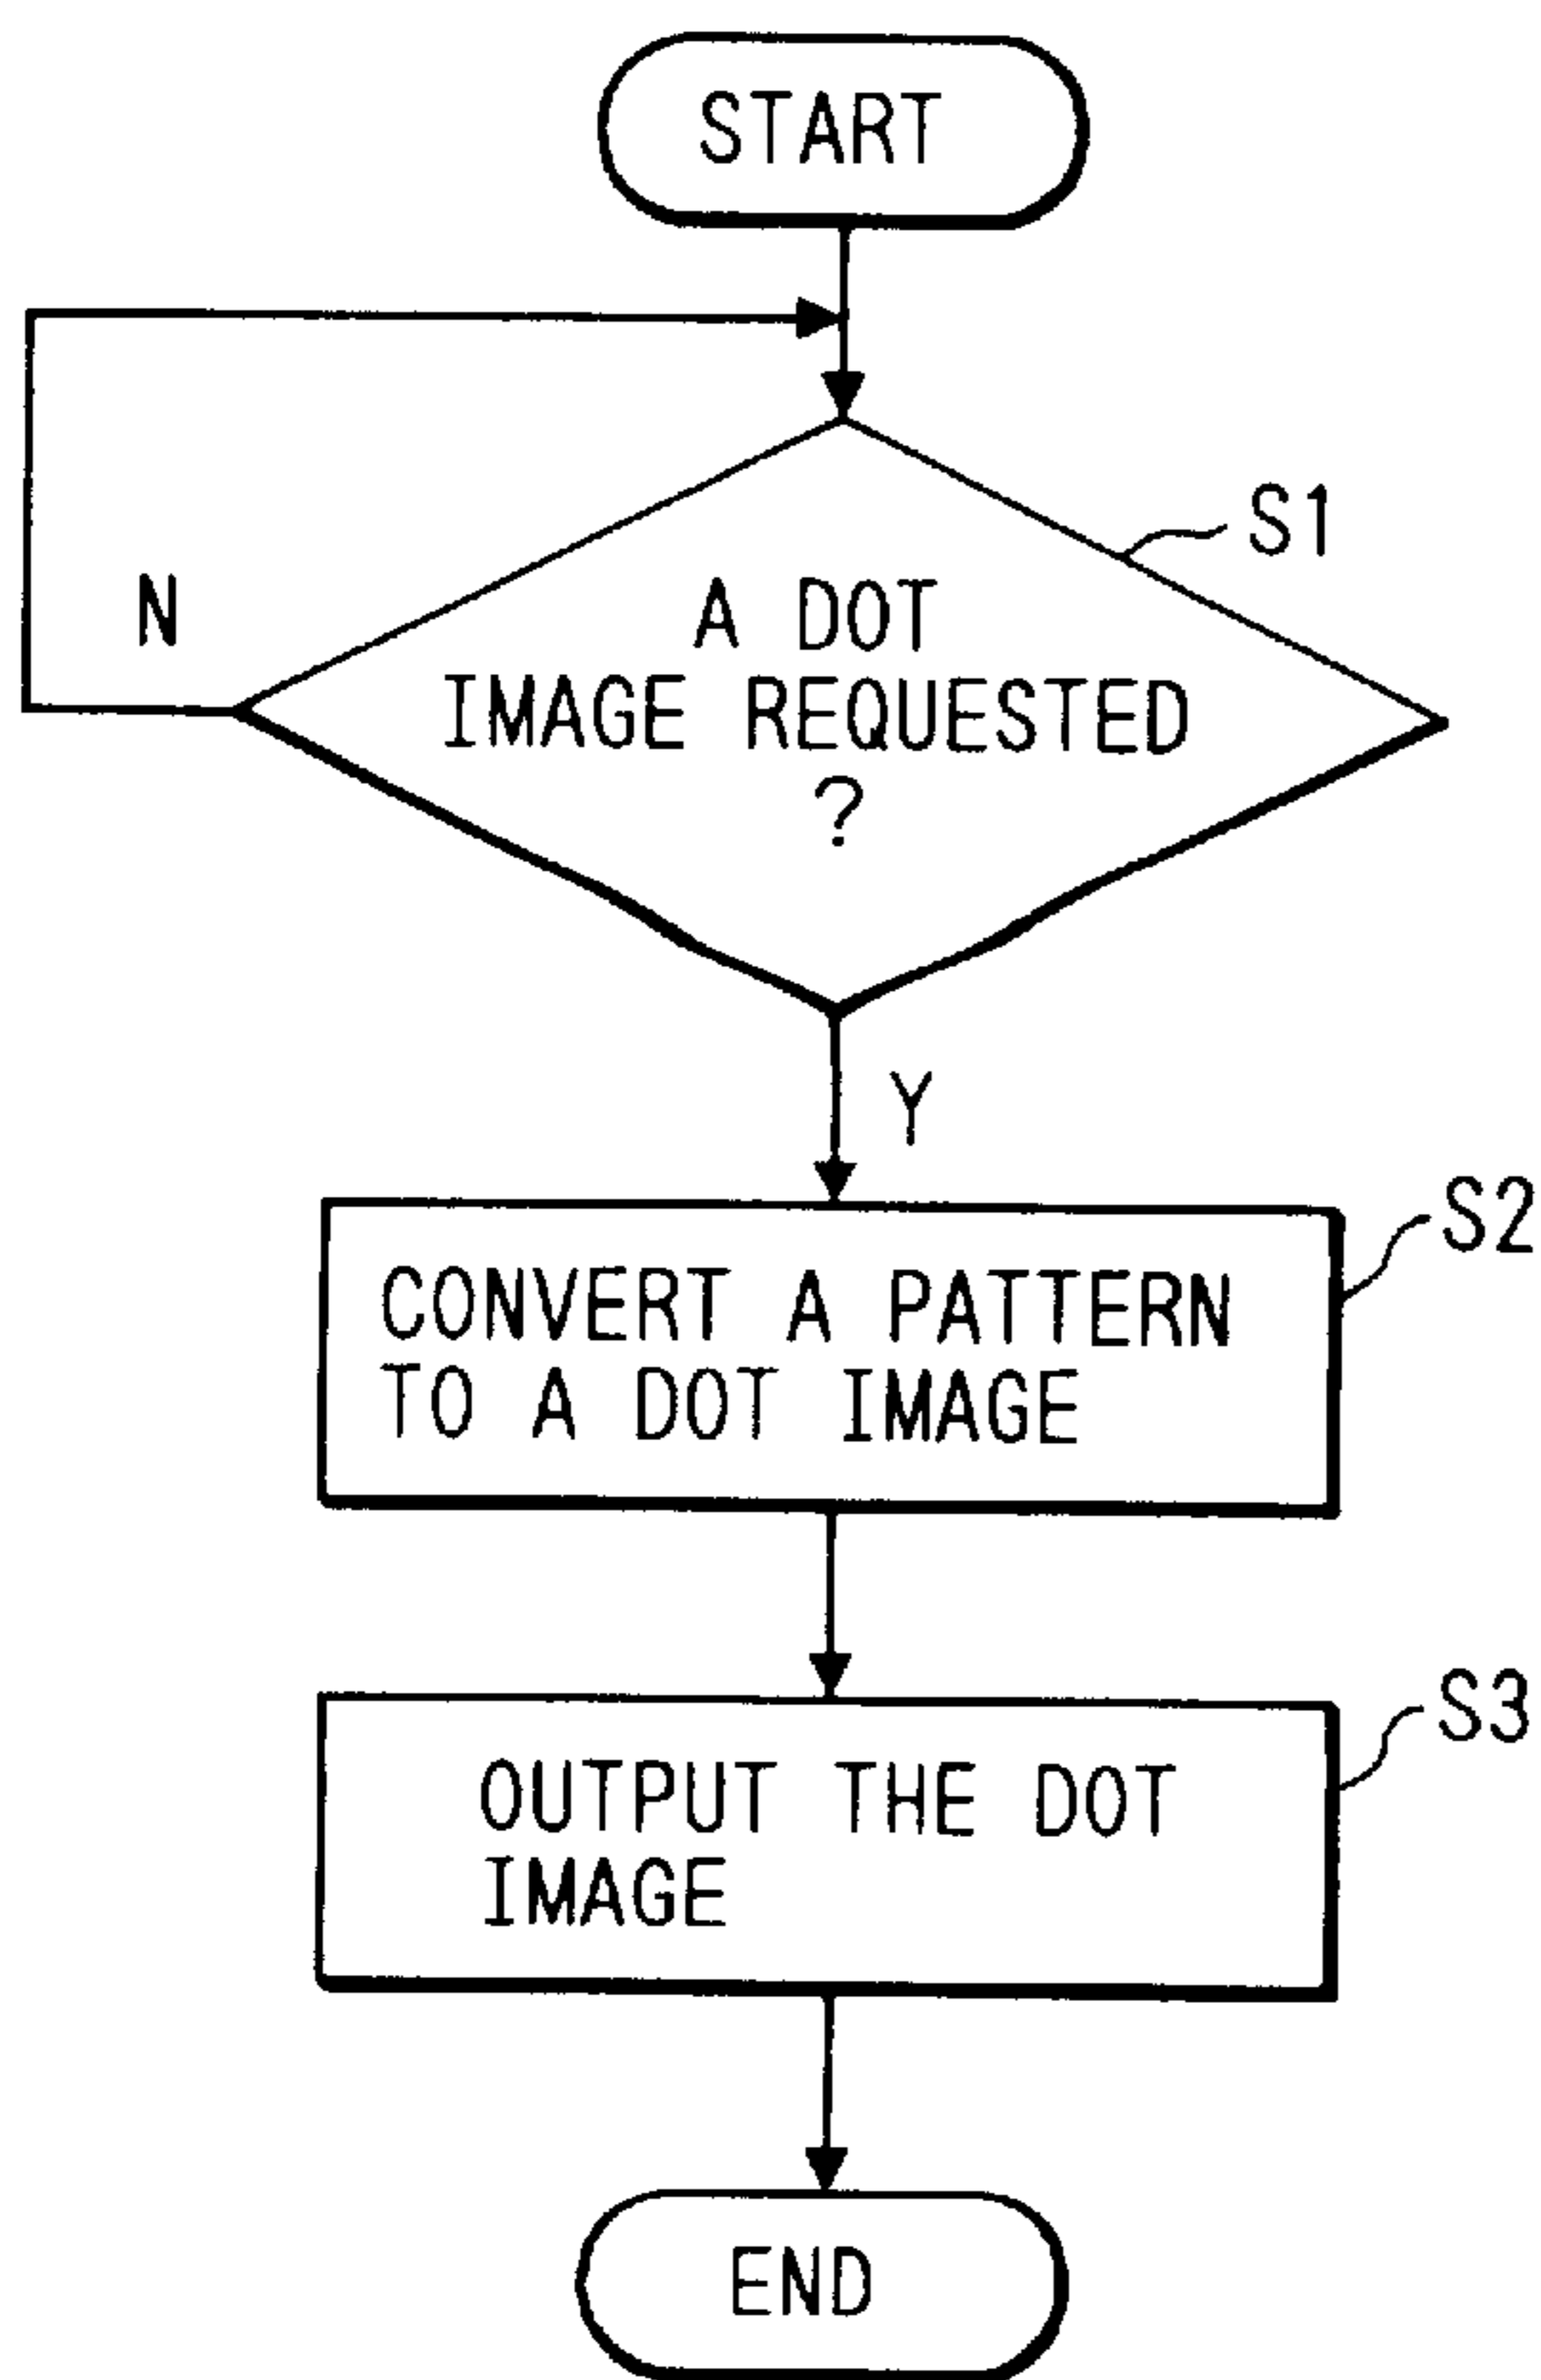 START
S1
N
A DOT
IMAGE REQUESTED
?
Y
S2
CONVERT A PATTERN
TO A DOT IMAGE
S3
OUTPUT THE DOT
IMAGE
END